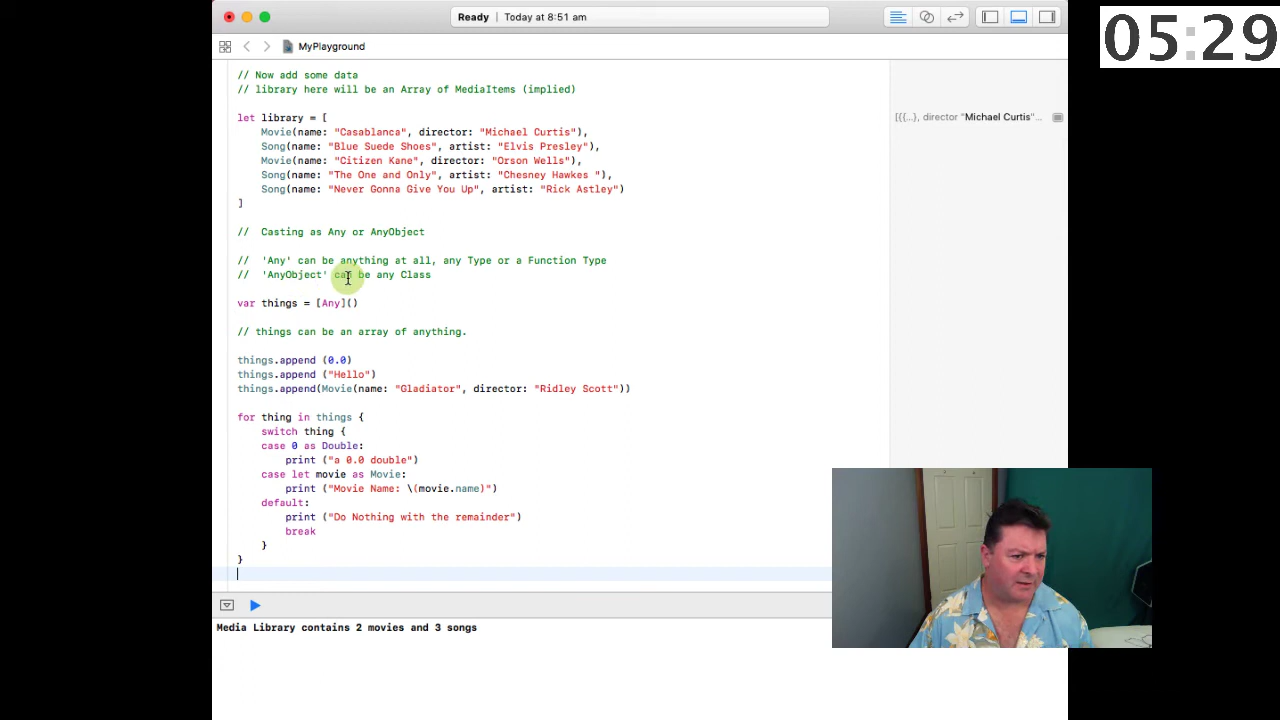 Ready | Today at 8:51 am
05:29
MyPlayground
// Now add some data
// library here will be an Array of MediaItems (implied)
let library = [
Movie(name: "Casablanca", director: "Michael Curtis"),
Song(name: "Blue Suede Shoes", artist: "Elvis Presley"),
Movie(name: "Citizen Kane", director: "Orson Wells"),
Song(name: "The One and Only", artist: "Chesney Hawkes "),
Song(name: "Never Gonna Give You Up", artist: "Rick Astley")
]
[{{...}, director "Michael Curtis"...
// Casting as Any or AnyObject
// 'Any' can be anything at all, any Type or a Function Type
// 'AnyObject' can be any Class
var things = [Any]()
// things can be an array of anything.
things.append (0.0)
things.append ("Hello")
things.append(Movie(name: "Gladiator", director: "Ridley Scott"))
for thing in things {
switch thing {
case 0 as Double:
print ("a 0.0 double")
case let movie as Movie:
print ("Movie Name: \(movie.name)")
default:
print ("Do Nothing with the remainder")
break
}
}
Media Library contains 2 movies and 3 songs